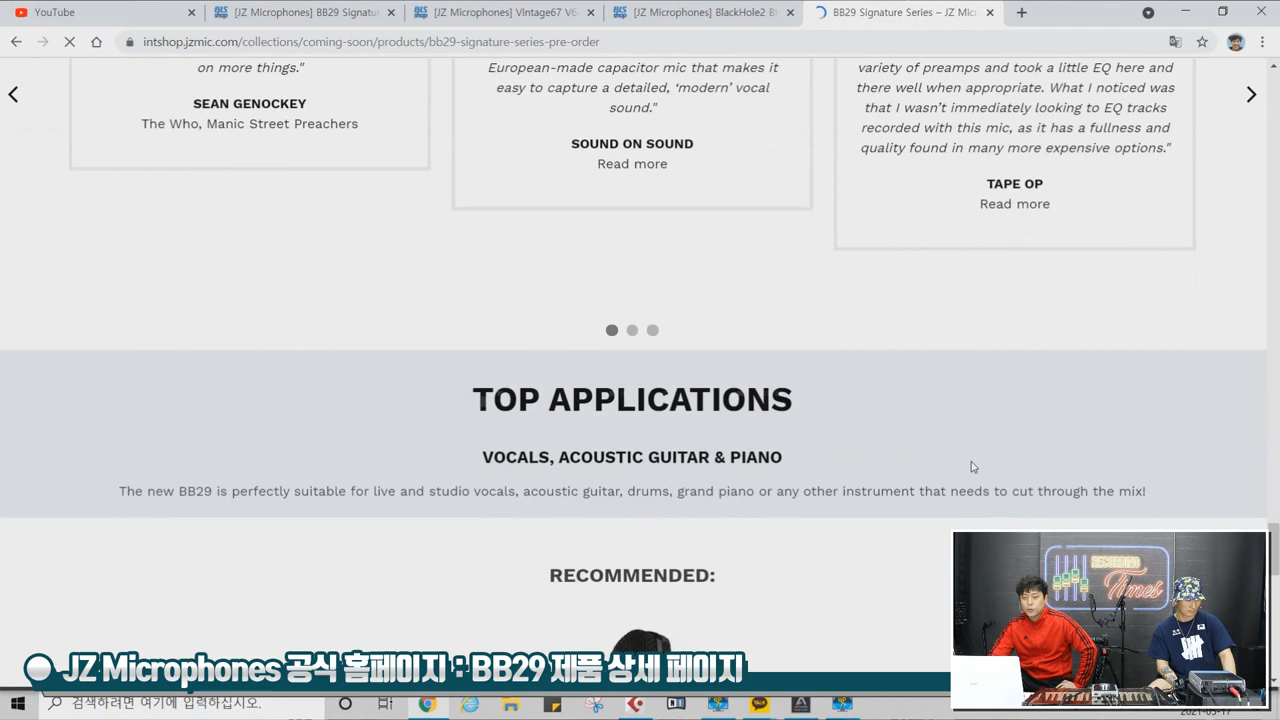 YouTube
[JZ Microphones] BB29 Signatu
[JZ Microphones] Vintage67 V6
[JZ Microphones] BlackHole2 B
BB29 Signature Series – JZ Mic
intshop.jzmic.com/collections/coming-soon/products/bb29-signature-series-pre-order
on more things."
SEAN GENOCKEY
The Who, Manic Street Preachers
European-made capacitor mic that makes it
easy to capture a detailed, ‘modern’ vocal
sound."
SOUND ON SOUND
Read more
variety of preamps and took a little EQ here and
there well when appropriate. What I noticed was
that I wasn't immediately looking to EQ tracks
recorded with this mic, as it has a fullness and
quality found in many more expensive options."
TAPE OP
Read more
TOP APPLICATIONS
VOCALS, ACOUSTIC GUITAR & PIANO
The new BB29 is perfectly suitable for live and studio vocals, acoustic guitar, drums, grand piano or any other instrument that needs to cut through the mix!
RECOMMENDED:
RECORDING
Times
JZ Microphones 공식 홈페이지 : BB29 제품 상세 페이지
검색하려면 여기에 입력하십시오.